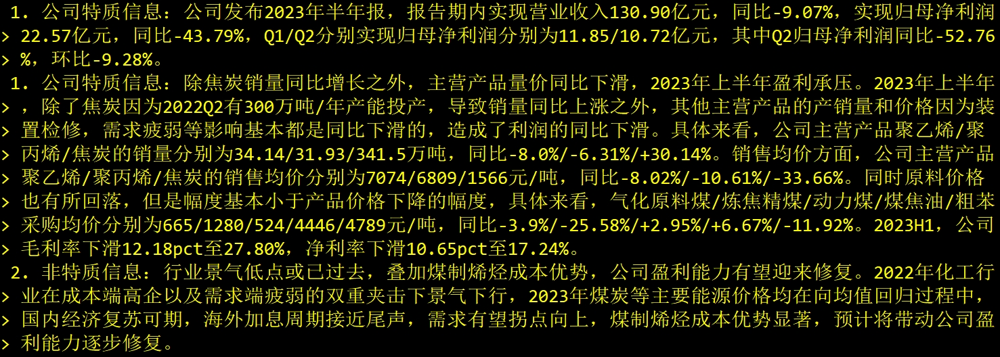 1. 公司特质信息：公司发布2023年半年报，报告期内实现营业收入130.90亿元，同比-9.07%，实现归母净利润
> 22.57亿元，同比-43.79%，Q1/Q2分别实现归母净利润分别为11.85/10.72亿元，其中Q2归母净利润同比-52.76
> %，环比-9.28%。
1. 公司特质信息：除焦炭销量同比增长之外，主营产品量价同比下滑，2023年上半年盈利承压。2023年上半年
> ，除了焦炭因为2022Q2有300万吨/年产能投产，导致销量同比上涨之外，其他主营产品的产销量和价格因为装
> 置检修，需求疲弱等影响基本都是同比下滑的，造成了利润的同比下滑。具体来看，公司主营产品聚乙烯/聚
> 丙烯/焦炭的销量分别为34.14/31.93/341.5万吨，同比-8.0%/-6.31%/+30.14%。销售均价方面，公司主营产品
> 聚乙烯/聚丙烯/焦炭的销售均价分别为7074/6809/1566元/吨，同比-8.02%/-10.61%/-33.66%。同时原料价格
> 也有所回落，但是幅度基本小于产品价格下降的幅度，具体来看，气化原料煤/炼焦精煤/动力煤/煤焦油/粗苯
> 采购均价分别为665/1280/524/4446/4789元/吨，同比-3.9%/-25.58%/+2.95%/+6.67%/-11.92%。2023H1，公司
> 毛利率下滑12.18pct至27.80%，净利率下滑10.65pct至17.24%。
2. 非特质信息：行业景气低点或已过去，叠加煤制烯烃成本优势，公司盈利能力有望迎来修复。2022年化工行
> 业在成本端高企以及需求端疲弱的双重夹击下景气下行，2023年煤炭等主要能源价格均在向均值回归过程中，
> 国内经济复苏可期，海外加息周期接近尾声，需求有望拐点向上，煤制烯烃成本优势显著，预计将带动公司盈
> 利能力逐步修复。